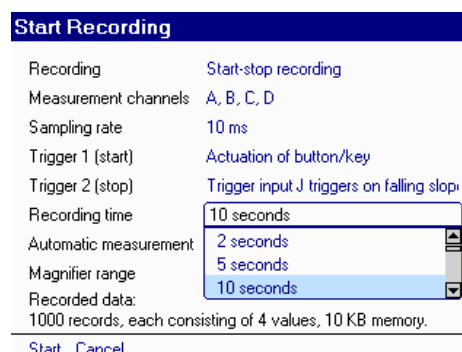 Start Recording
Recording Start-stop recording
Measurement channels A, B, C, D
Sampling rate 10 ms
Trigger 1 (start) Actuation of button/key
Trigger 2 (stop) Trigger input J triggers on falling slop
Recording time 10 seconds
Automatic measurement 2 seconds
5 seconds
Magnifier range 10 seconds
Recorded data:
1000 records, each consisting of 4 values, 10 KB memory.
Start Cancel